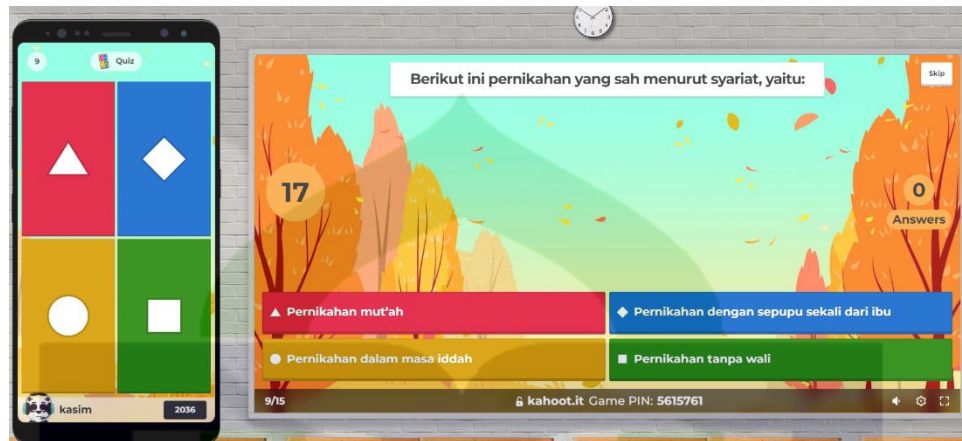 9
Quiz
kasim
2036
Berikut ini pernikahan yang sah menurut syariat, yaitu:
Skip
17
0
Answers
Pernikahan mut'ah
Pernikahan dengan sepupu sekali dari ibu
Pernikahan dalam masa iddah
Pernikahan tanpa wali
9/15
kahoot.it Game PIN: 5615761